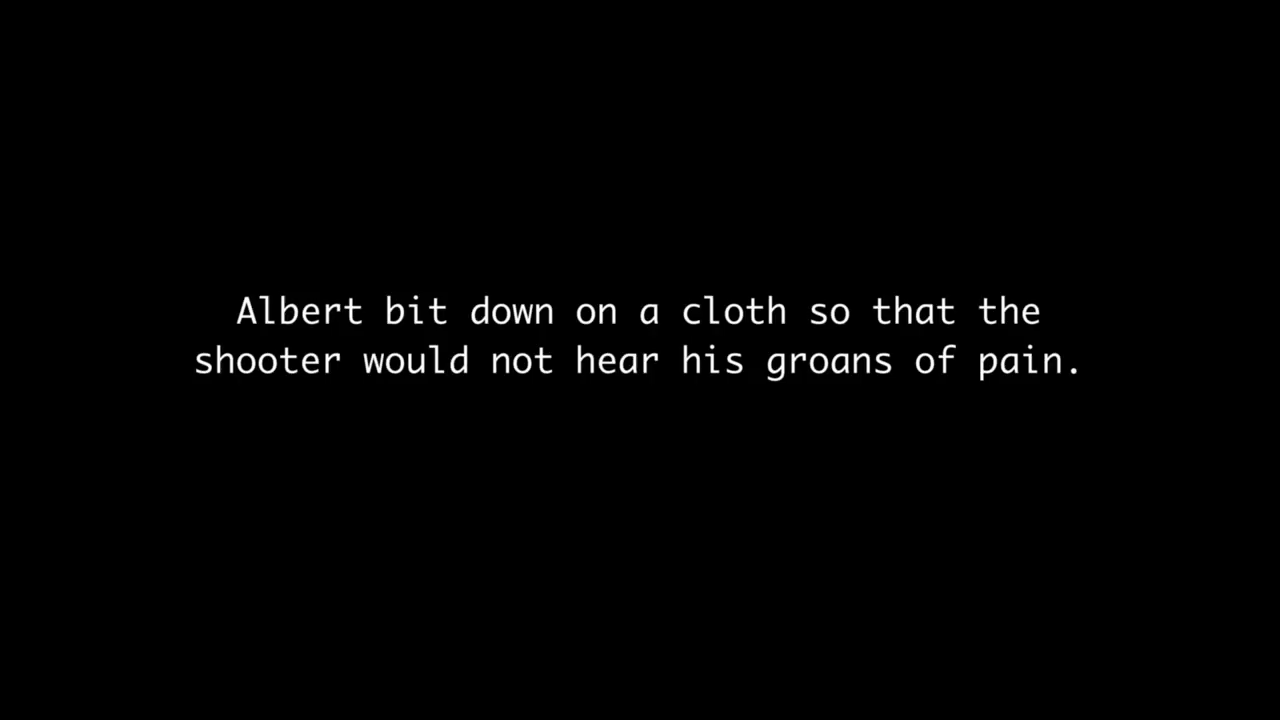 Albert bit down on a cloth so that the
shooter would not hear his groans of pain.